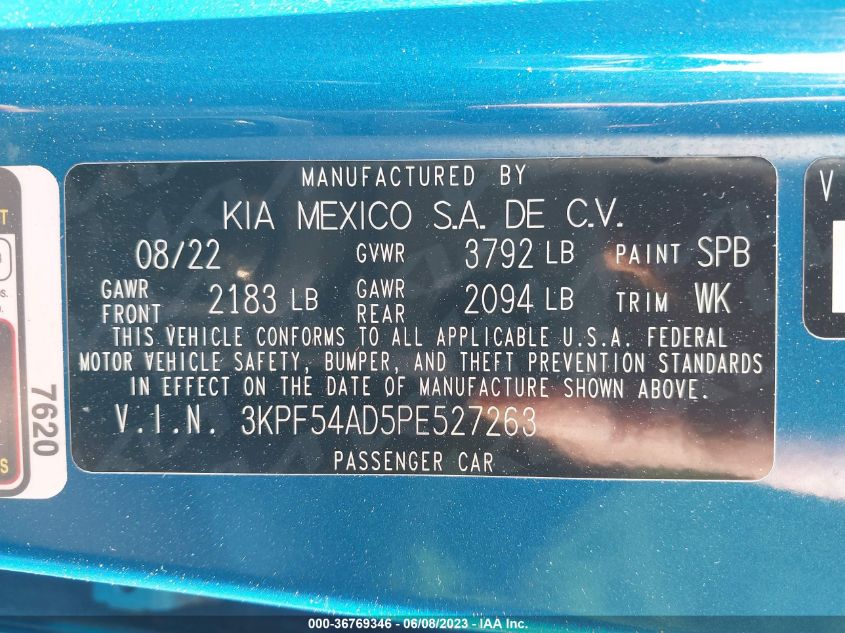 MANUFACTURED BY
KIA MEXICO S.A. DE C.V.
08/22 GVWR 3792 LB PAINT SPB
GAWR FRONT 2183 LB GAWR REAR 2094 LB TRIM WK
THIS VEHICLE CONFORMS TO ALL APPLICABLE U.S.A. FEDERAL
MOTOR VEHICLE SAFETY, BUMPER, AND THEFT PREVENTION STANDARDS
IN EFFECT ON THE DATE OF MANUFACTURE SHOWN ABOVE.
V.I.N. 3KPF54AD5PE527263
PASSENGER CAR
7620
V
000-36769346 - 06/08/2023 - IAA Inc.